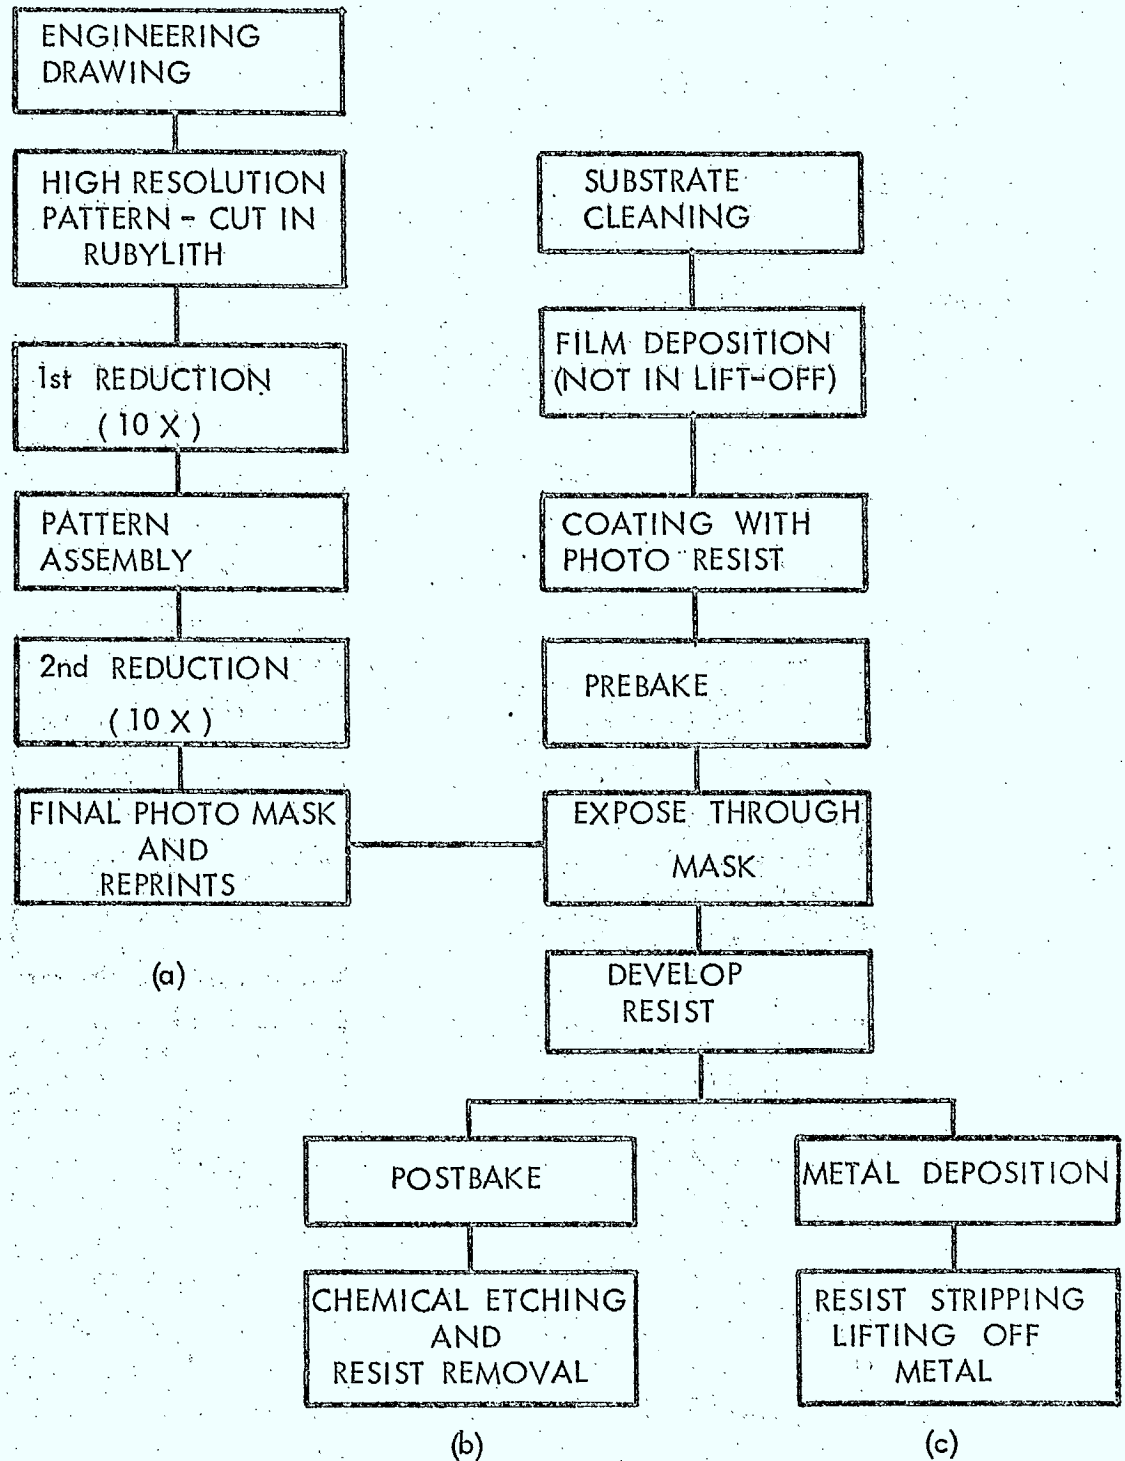 ENGINEERING
DRAWING
HIGH RESOLUTION
PATTERN - CUT IN
RUBYLITH
1st REDUCTION
(10 X)
PATTERN
ASSEMBLY
2nd REDUCTION
(10 X)
FINAL PHOTO MASK
AND
REPRINTS
(a)
SUBSTRATE
CLEANING
FILM DEPOSITION
(NOT IN LIFT-OFF)
COATING WITH
PHOTO RESIST
PREBAKE
EXPOSE THROUGH
MASK
DEVELOP
RESIST
POSTBAKE
CHEMICAL ETCHING
AND
RESIST REMOVAL
(b)
METAL DEPOSITION
RESIST STRIPPING
LIFTING OFF
METAL
(c)